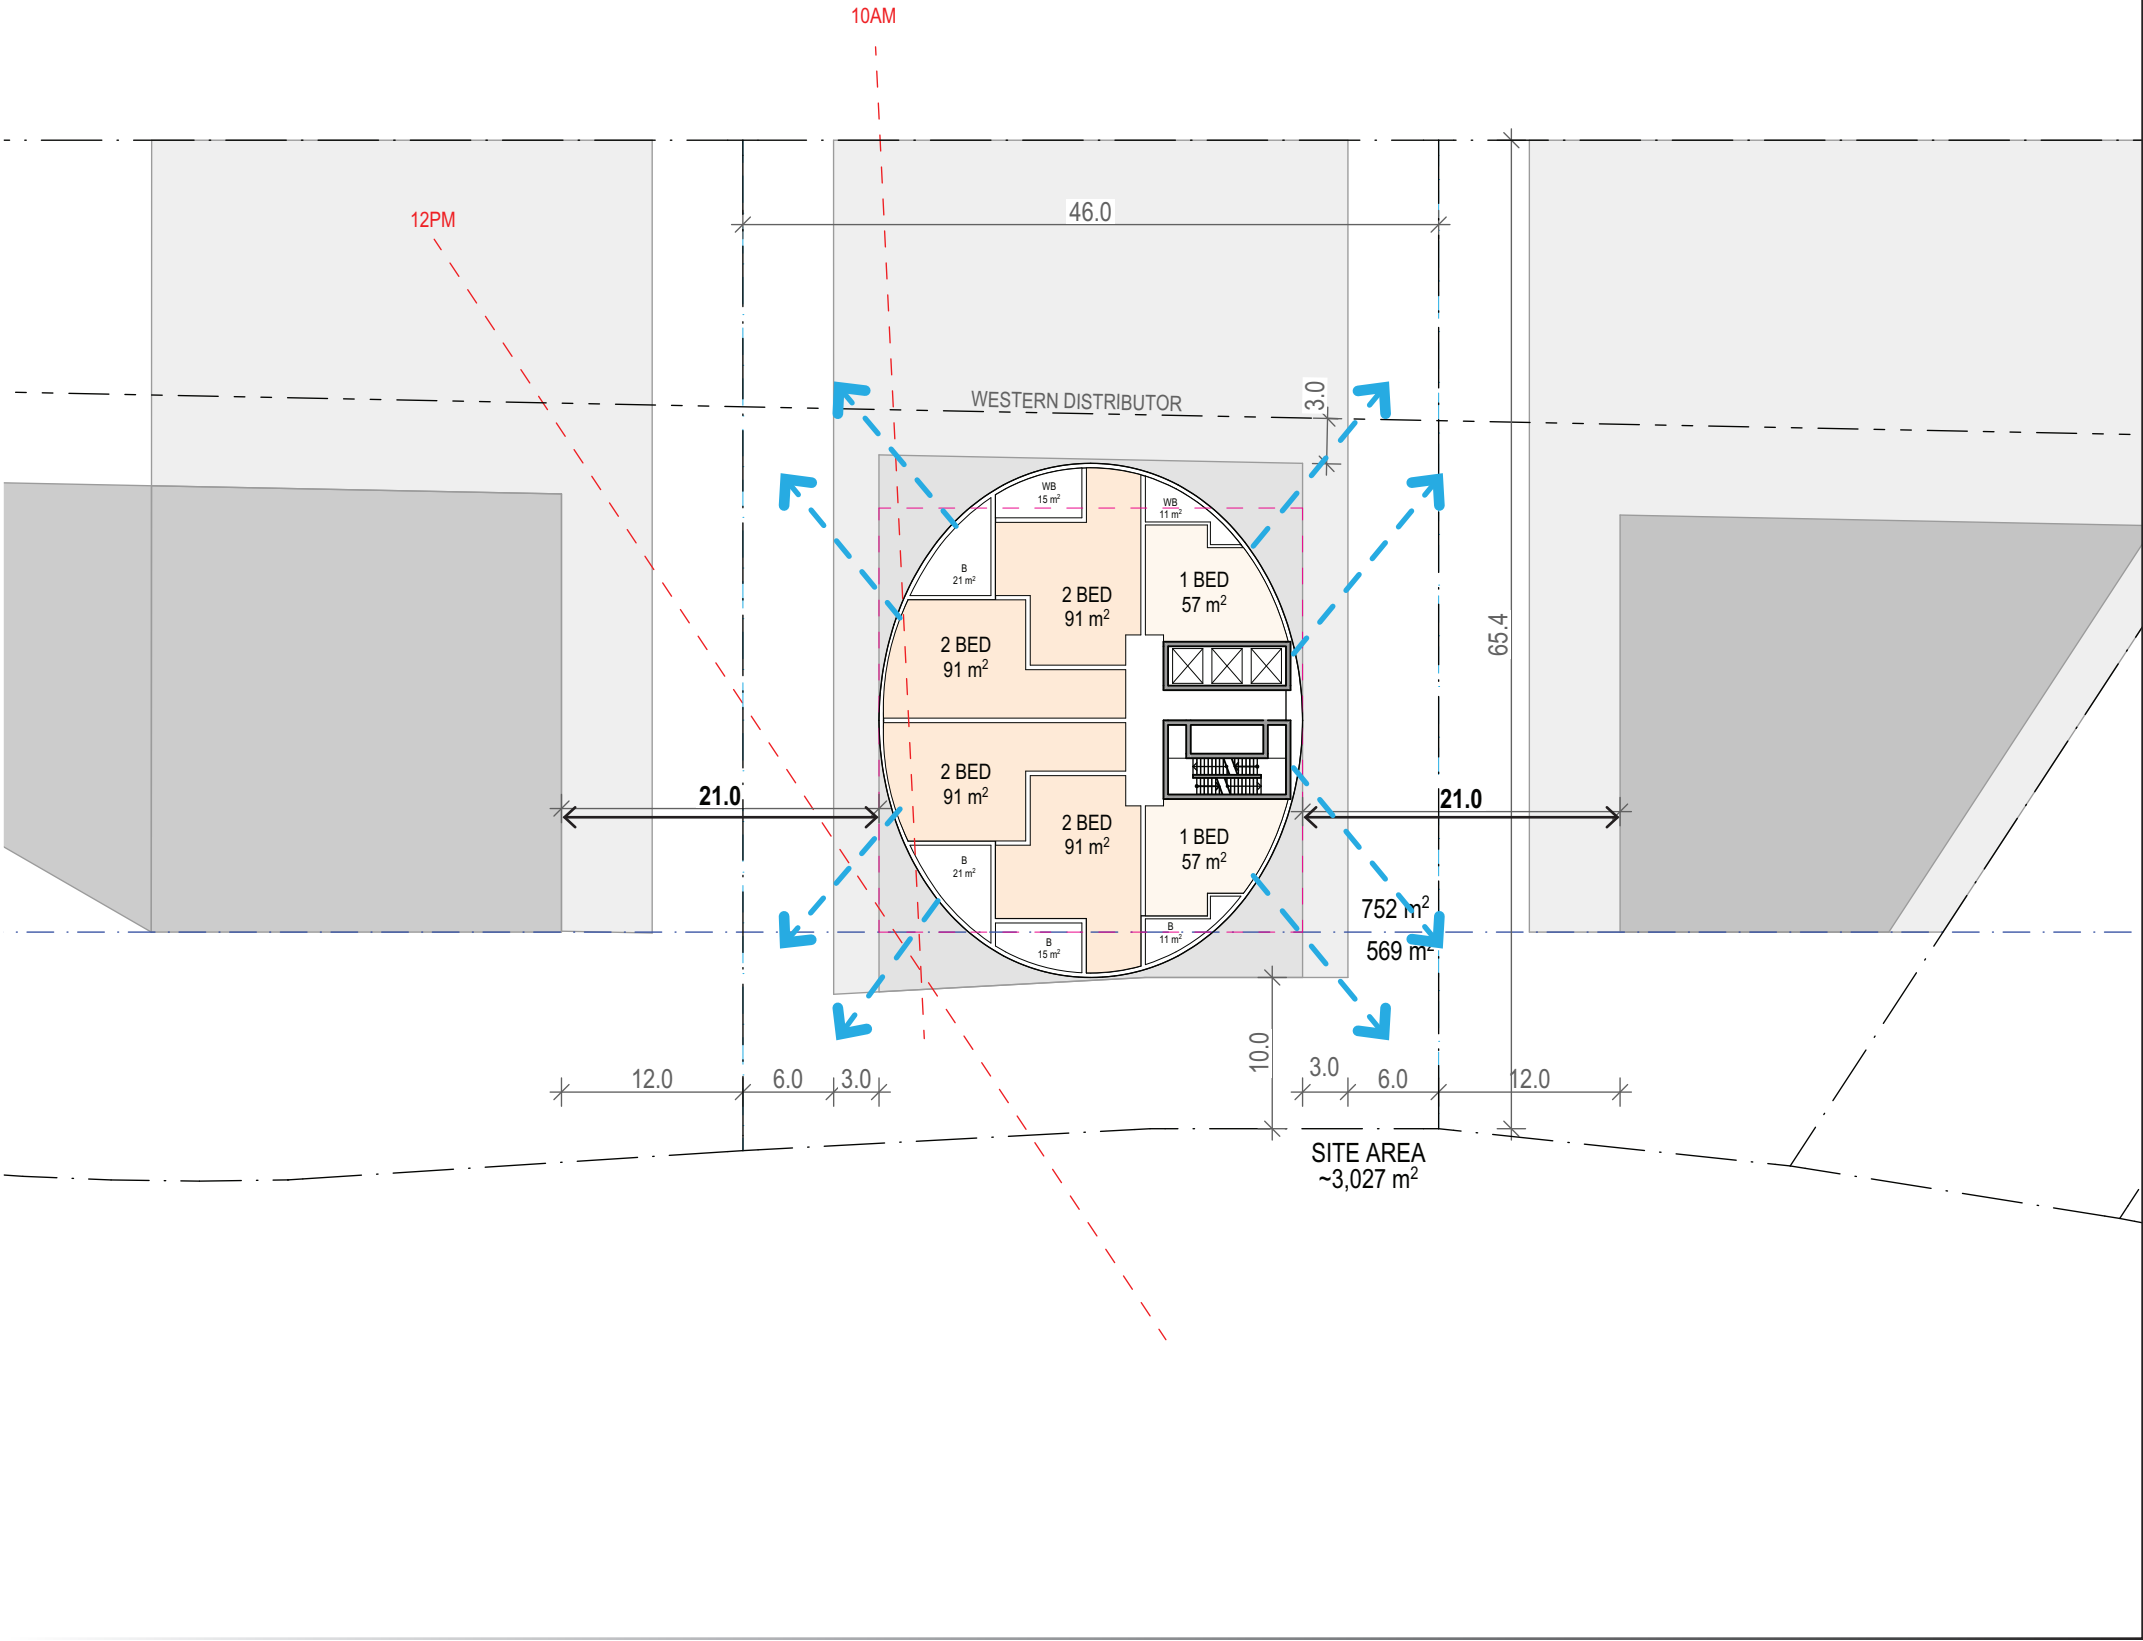 10AM
12PM
46.0
WESTERN DISTRIBUTOR
3.0
WB
15 m²
WB
11 m²
B
21 m²
1 BED
57 m²
2 BED
91 m²
2 BED
91 m²
65.4
2 BED
91 m²
21.0
21.0
2 BED
91 m²
1 BED
57 m²
B
21 m²
752 m²
B
11 m²
B
15 m²
569 m²
10.0
12.0
6.0
3.0
3.0
6.0
12.0
SITE AREA
~3,027 m²